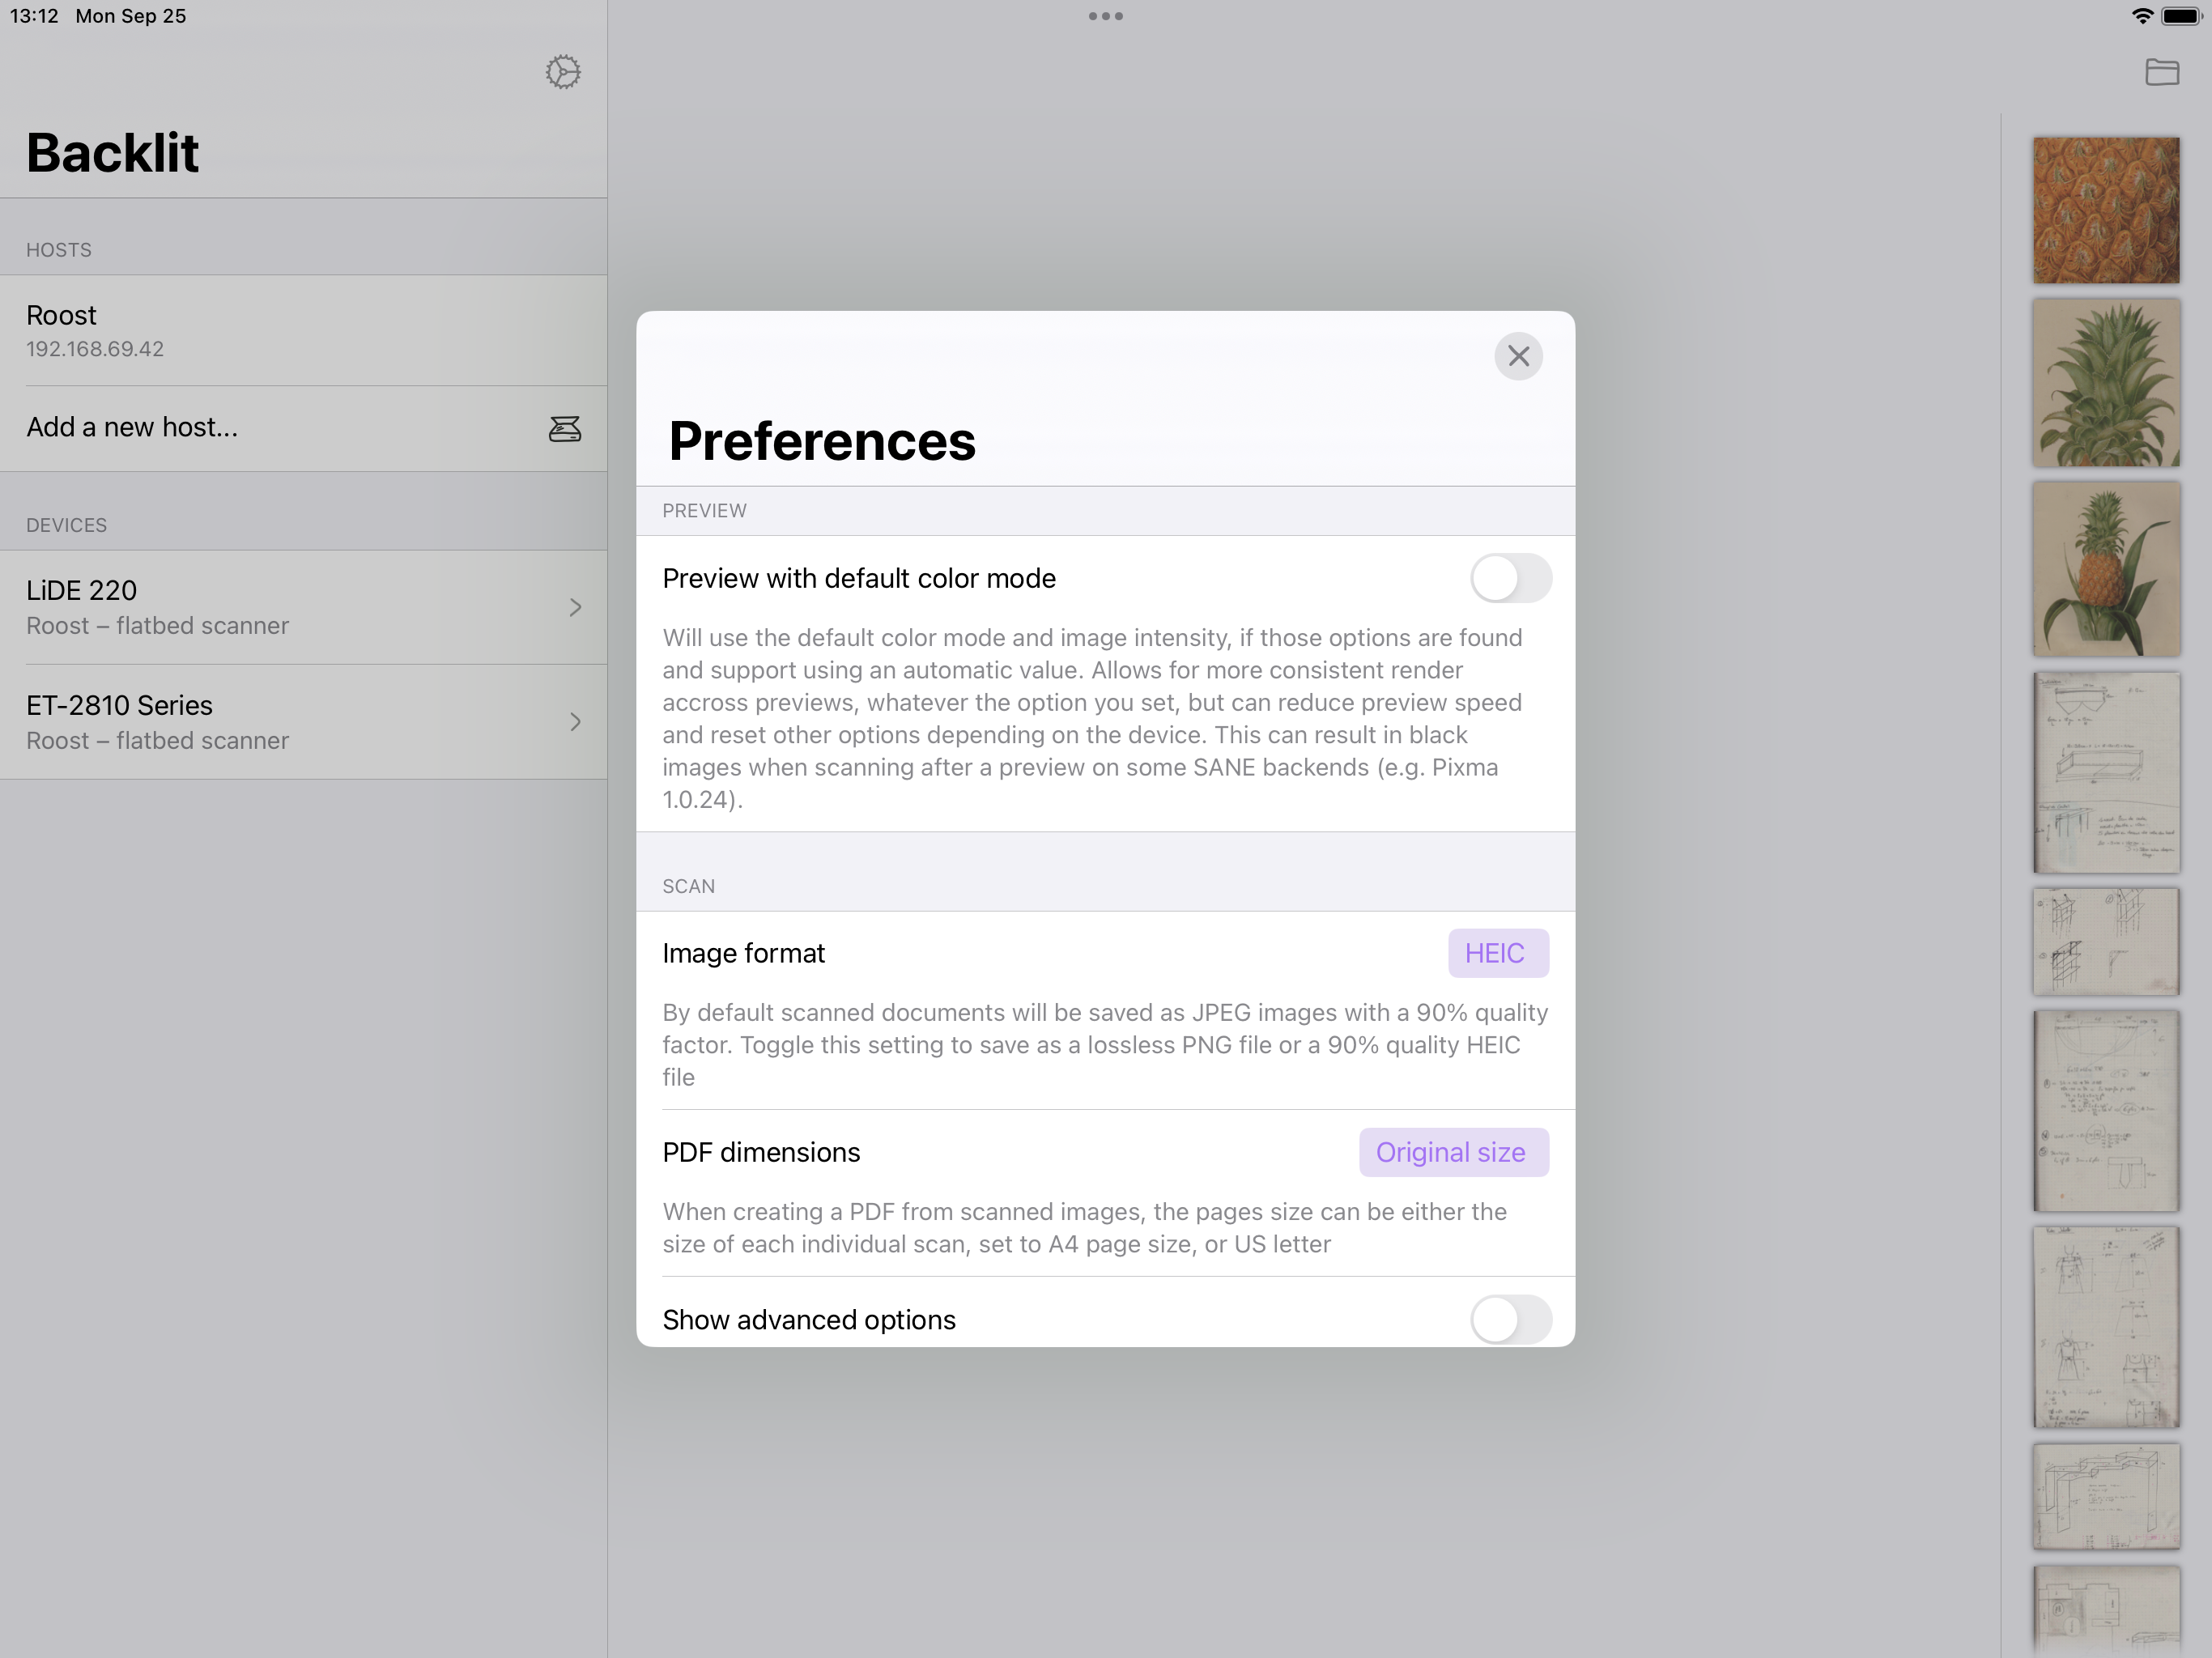 13:12 Mon Sep 25
Backlit
HOSTS
Roost
192.168.69.42
Add a new host...
DEVICES
LiDE 220
Roost – flatbed scanner
ET-2810 Series
Roost – flatbed scanner
Preferences
PREVIEW
Preview with default color mode
Will use the default color mode and image intensity, if those options are found
and support using an automatic value. Allows for more consistent render
accross previews, whatever the option you set, but can reduce preview speed
and reset other options depending on the device. This can result in black
images when scanning after a preview on some SANE backends (e.g. Pixma
1.0.24).
SCAN
Image format HEIC
By default scanned documents will be saved as JPEG images with a 90% quality
factor. Toggle this setting to save as a lossless PNG file or a 90% quality HEIC
file
PDF dimensions Original size
When creating a PDF from scanned images, the pages size can be either the
size of each individual scan, set to A4 page size, or US letter
Show advanced options